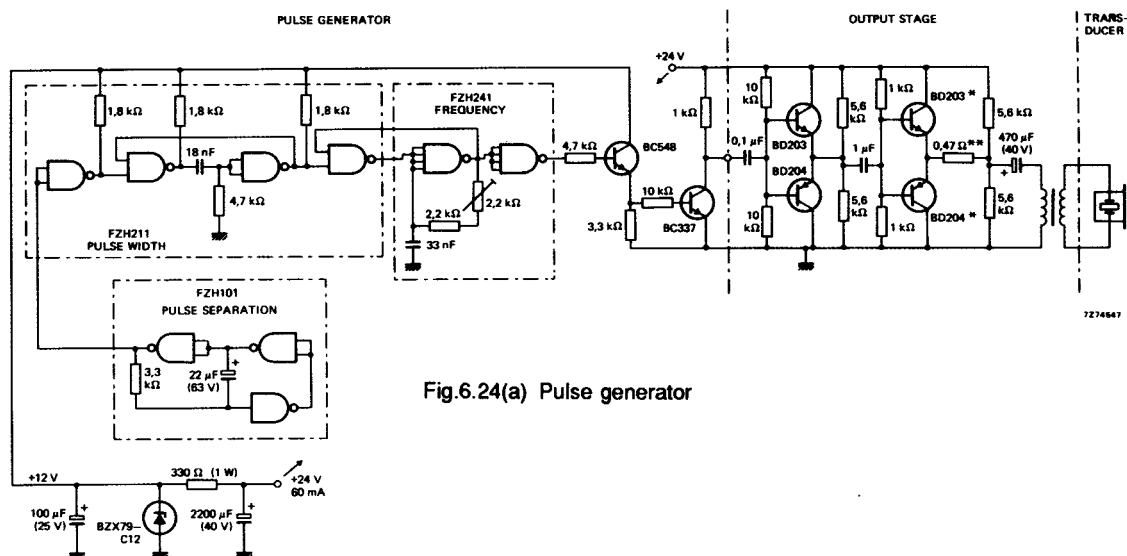 PULSE GENERATOR
OUTPUT STAGE
TRANS-
DUCER
1,8 kΩ
1,8 kΩ
1,8 kΩ
18 nF
4,7 kΩ
FZH211
PULSE WIDTH
FZH241
FREQUENCY
2,2 kΩ
2,2 kΩ
33 nF
4,7 kΩ
BC548
10 kΩ
3,3 kΩ
BC337
+24 V
1 kΩ
0,1 µF
10
kΩ
10
kΩ
BD203
BD204
5,6
kΩ
5,6
kΩ
1 µF
1 kΩ
1 kΩ
BD203 *
BD204 *
0,47 Ω**
5,6 kΩ
470 µF
(40 V)
+
5,6
kΩ
7Z74647
FZH101
PULSE SEPARATION
3,3
kΩ
22 µF
(63 V)
+
Fig.6.24(a) Pulse generator
+12 V
330 Ω (1 W)
+24 V
60 mA
100 µF
(25 V)
+
BZX79-
C12
2200 µF
(40 V)
+